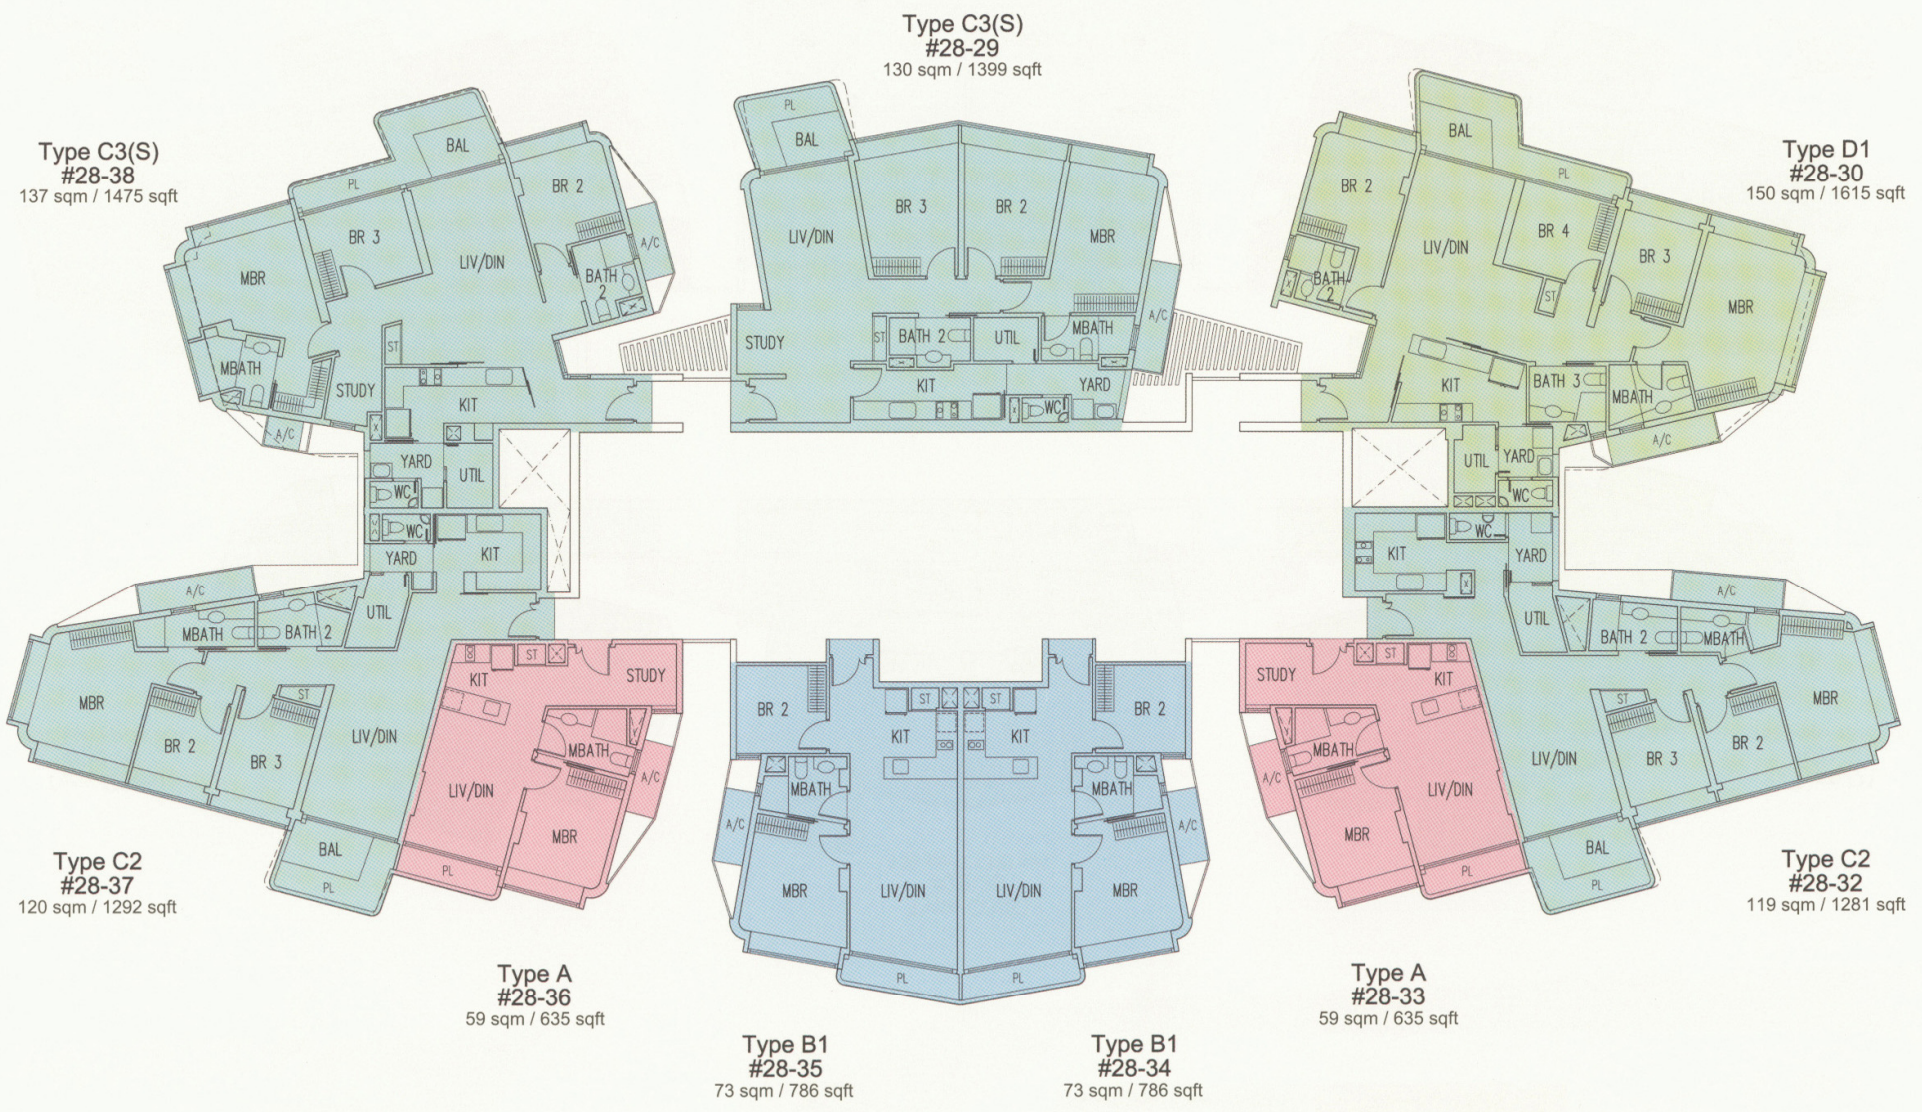 Type C3(S)
#28-29
130 sqm / 1399 sqft
Type C3(S)
#28-38
137 sqm / 1475 sqft
Type D1
#28-30
150 sqm / 1615 sqft
BAL
PL
BR 2
BR 3
LIV/DIN
MBR
A/C
BATH
2
MBATH
ST
STUDY
KIT
A/C
YARD
UTIL
WC
PL
BAL
BR 3
BR 2
LIV/DIN
MBR
STUDY
ST
BATH 2
UTIL
MBATH
A/C
KIT
YARD
WC
BAL
PL
BR 2
BR 4
LIV/DIN
BR 3
MBR
BATH
2
ST
KIT
BATH 3
MBATH
A/C
UTIL
YARD
WC
WC
KIT
YARD
A/C
UTIL
MBATH
BATH 2
MBR
ST
BR 2
BR 3
LIV/DIN
BAL
PL
WC
KIT
YARD
A/C
UTIL
BATH 2
MBATH
MBR
ST
BR 2
BR 3
LIV/DIN
BAL
PL
ST
KIT
STUDY
MBATH
A/C
LIV/DIN
MBR
PL
BR 2
ST
KIT
MBATH
A/C
MBR
LIV/DIN
PL
ST
BR 2
KIT
MBATH
A/C
LIV/DIN
MBR
PL
STUDY
ST
KIT
MBATH
A/C
LIV/DIN
MBR
PL
Type C2
#28-37
120 sqm / 1292 sqft
Type C2
#28-32
119 sqm / 1281 sqft
Type A
#28-36
59 sqm / 635 sqft
Type A
#28-33
59 sqm / 635 sqft
Type B1
#28-35
73 sqm / 786 sqft
Type B1
#28-34
73 sqm / 786 sqft